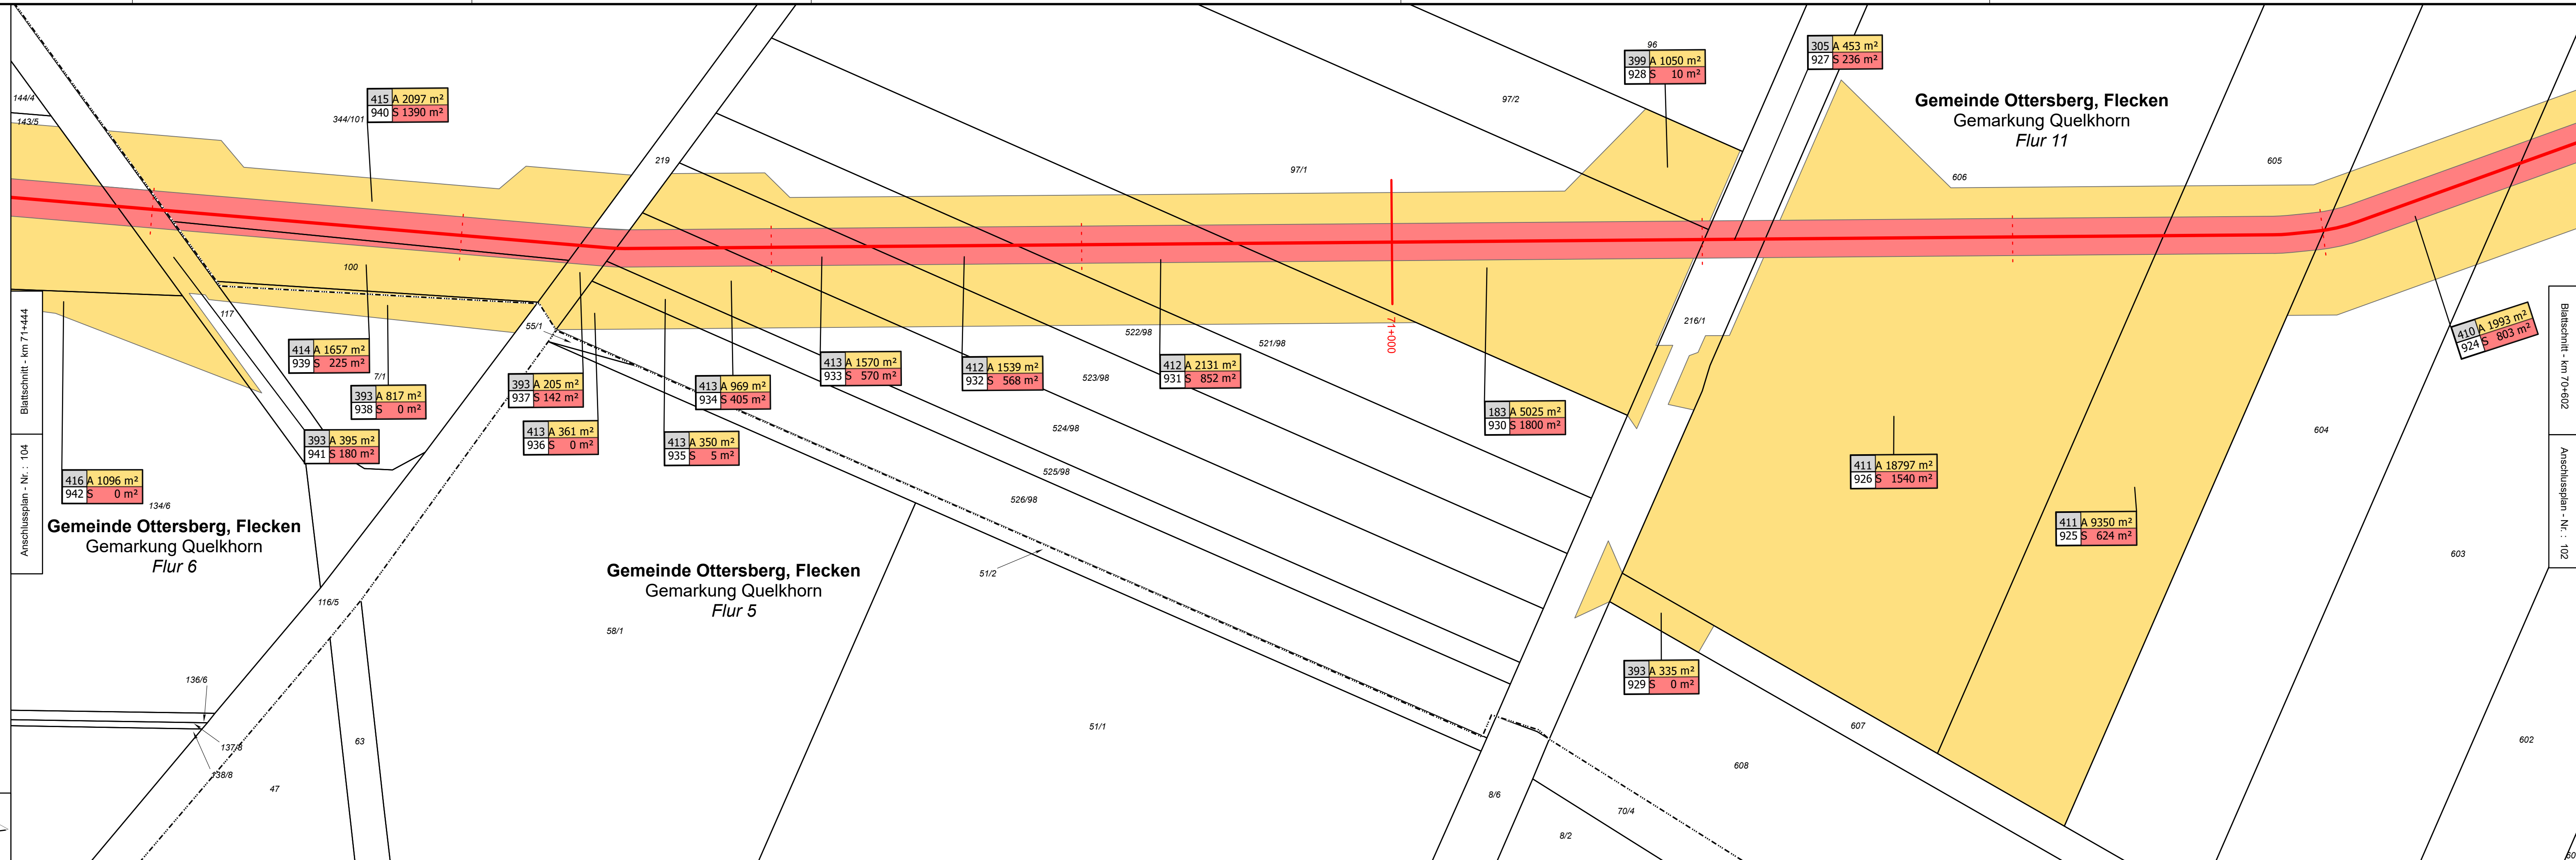 96
399 A 1050 m²
928 S 10 m²
305 A 453 m²
927 S 236 m²
144/4
143/5
415 A 2097 m²
940 S 1390 m²
344/101
97/2
Gemeinde Ottersberg, Flecken
Gemarkung Quelkhorn
Flur 11
219
97/1
606
605
100
117
55/1
522/98
521/98
523/98
71+000
216/1
Blattschnitt - km 71+444
Anschlussplan - Nr. : 104
414 A 1657 m²
939 S 225 m²
7/1
393 A 817 m²
938 S 0 m²
393 A 205 m²
937 S 142 m²
413 A 969 m²
934 S 405 m²
413 A 1570 m²
933 S 570 m²
412 A 1539 m²
932 S 568 m²
412 A 2131 m²
931 S 852 m²
183 A 5025 m²
930 S 1800 m²
410 A 1993 m²
924 S 803 m²
Blattschnitt - km 70+602
Anschlussplan - Nr. : 102
393 A 395 m²
941 S 180 m²
413 A 361 m²
936 S 0 m²
413 A 350 m²
935 S 5 m²
524/98
525/98
526/98
604
411 A 18797 m²
926 S 1540 m²
416 A 1096 m²
942 S 0 m²
134/6
Gemeinde Ottersberg, Flecken
Gemarkung Quelkhorn
Flur 6
411 A 9350 m²
925 S 624 m²
603
Gemeinde Ottersberg, Flecken
Gemarkung Quelkhorn
Flur 5
51/2
116/5
58/1
393 A 335 m²
929 S 0 m²
136/6
137/8
138/8
63
47
51/1
607
608
602
8/6
70/4
8/2